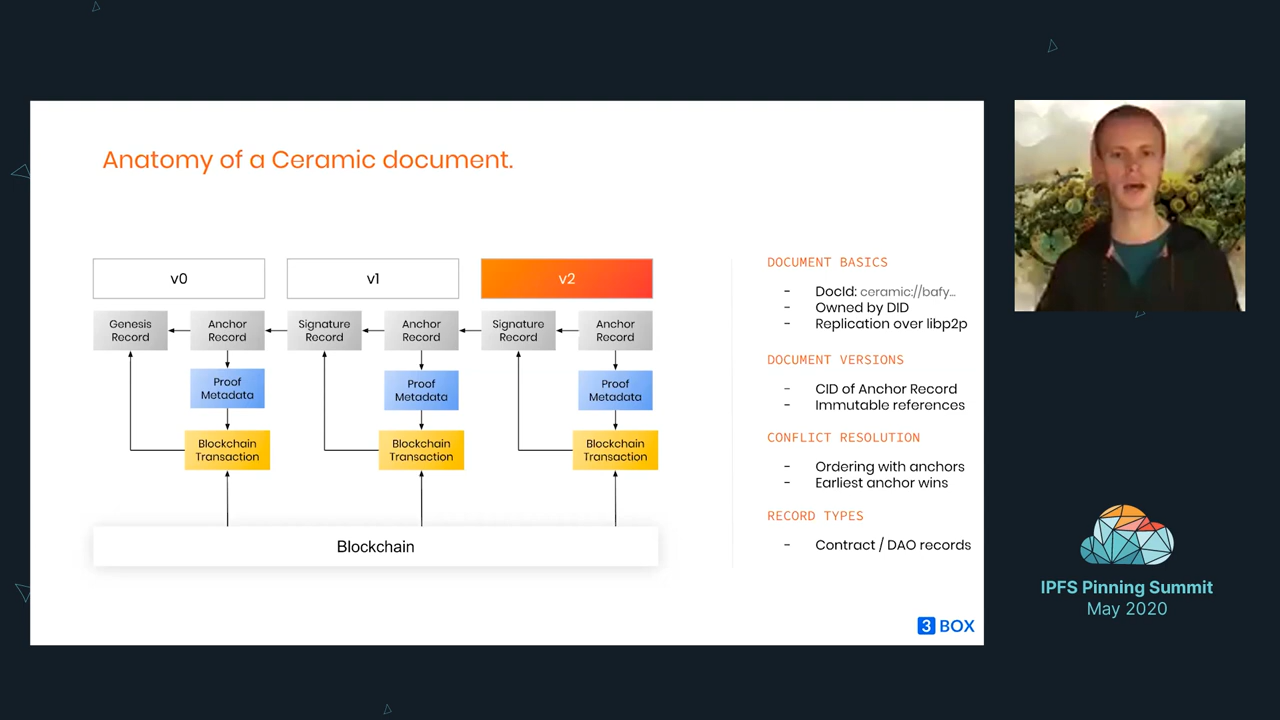 Anatomy of a Ceramic document.
v0
v1
v2
Genesis
Record
Anchor
Record
Signature
Record
Anchor
Record
Signature
Record
Anchor
Record
Proof
Metadata
Proof
Metadata
Proof
Metadata
Blockchain
Transaction
Blockchain
Transaction
Blockchain
Transaction
Blockchain
DOCUMENT BASICS
- DocId: ceramic://bafy...
- Owned by DID
- Replication over libp2p
DOCUMENT VERSIONS
- CID of Anchor Record
- Immutable references
CONFLICT RESOLUTION
- Ordering with anchors
- Earliest anchor wins
RECORD TYPES
- Contract / DAO records
3 BOX
IPFS Pinning Summit
May 2020